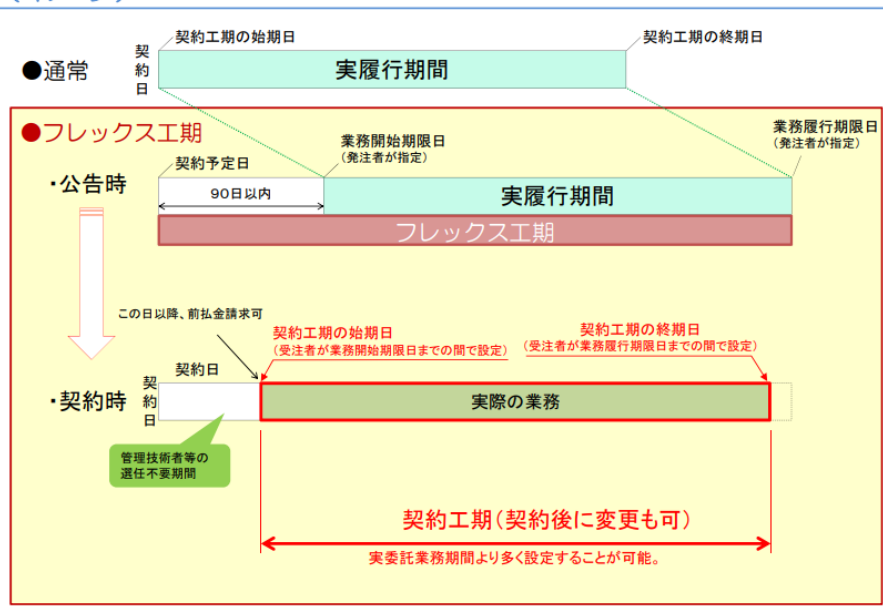 契約工期の始期日
契約工期の終期日
契
約
日
●通常
実履行期間
●フレックス工期
業務開始期限日
(発注者が指定)
業務履行期限日
(発注者が指定)
契約予定日
・公告時
90日以内
実履行期間
フレックス工期
この日以降、前払金請求可
契約工期の始期日
(受注者が業務開始期限日までの間で設定)
契約工期の終期日
(受注者が業務履行期限日までの間で設定)
契約日
・契約時
契
約
日
実際の業務
管理技術者等の
選任不要期間
契約工期(契約後に変更も可)
実委託業務期間より多く設定することが可能。